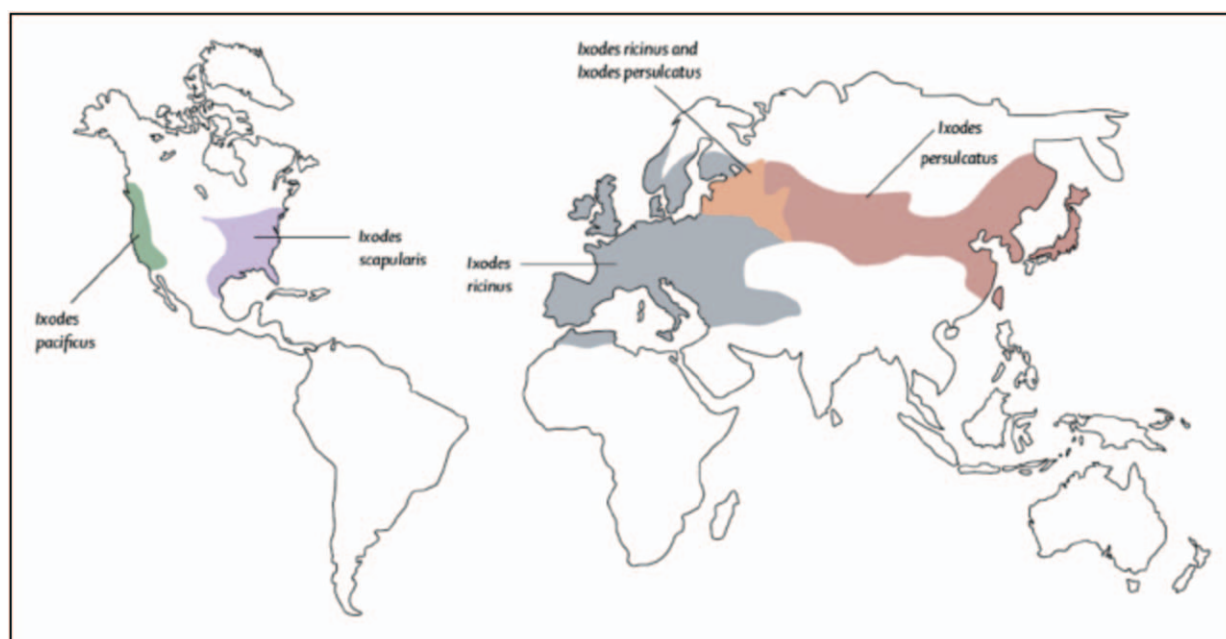 Ixodes ricinus and
Ixodes persulcatus
Ixodes
persulcatus
Ixodes
scapularis
Ixodes
ricinus
Ixodes
pacificus